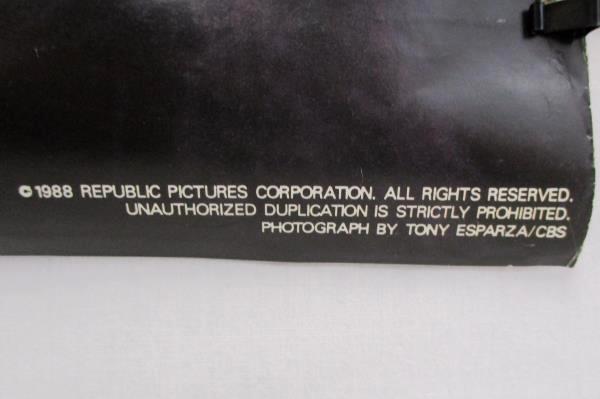 ©1988 REPUBLIC PICTURES CORPORATION. ALL RIGHTS RESERVED.
UNAUTHORIZED DUPLICATION IS STRICTLY PROHIBITED.
PHOTOGRAPH BY TONY ESPARZA/CBS